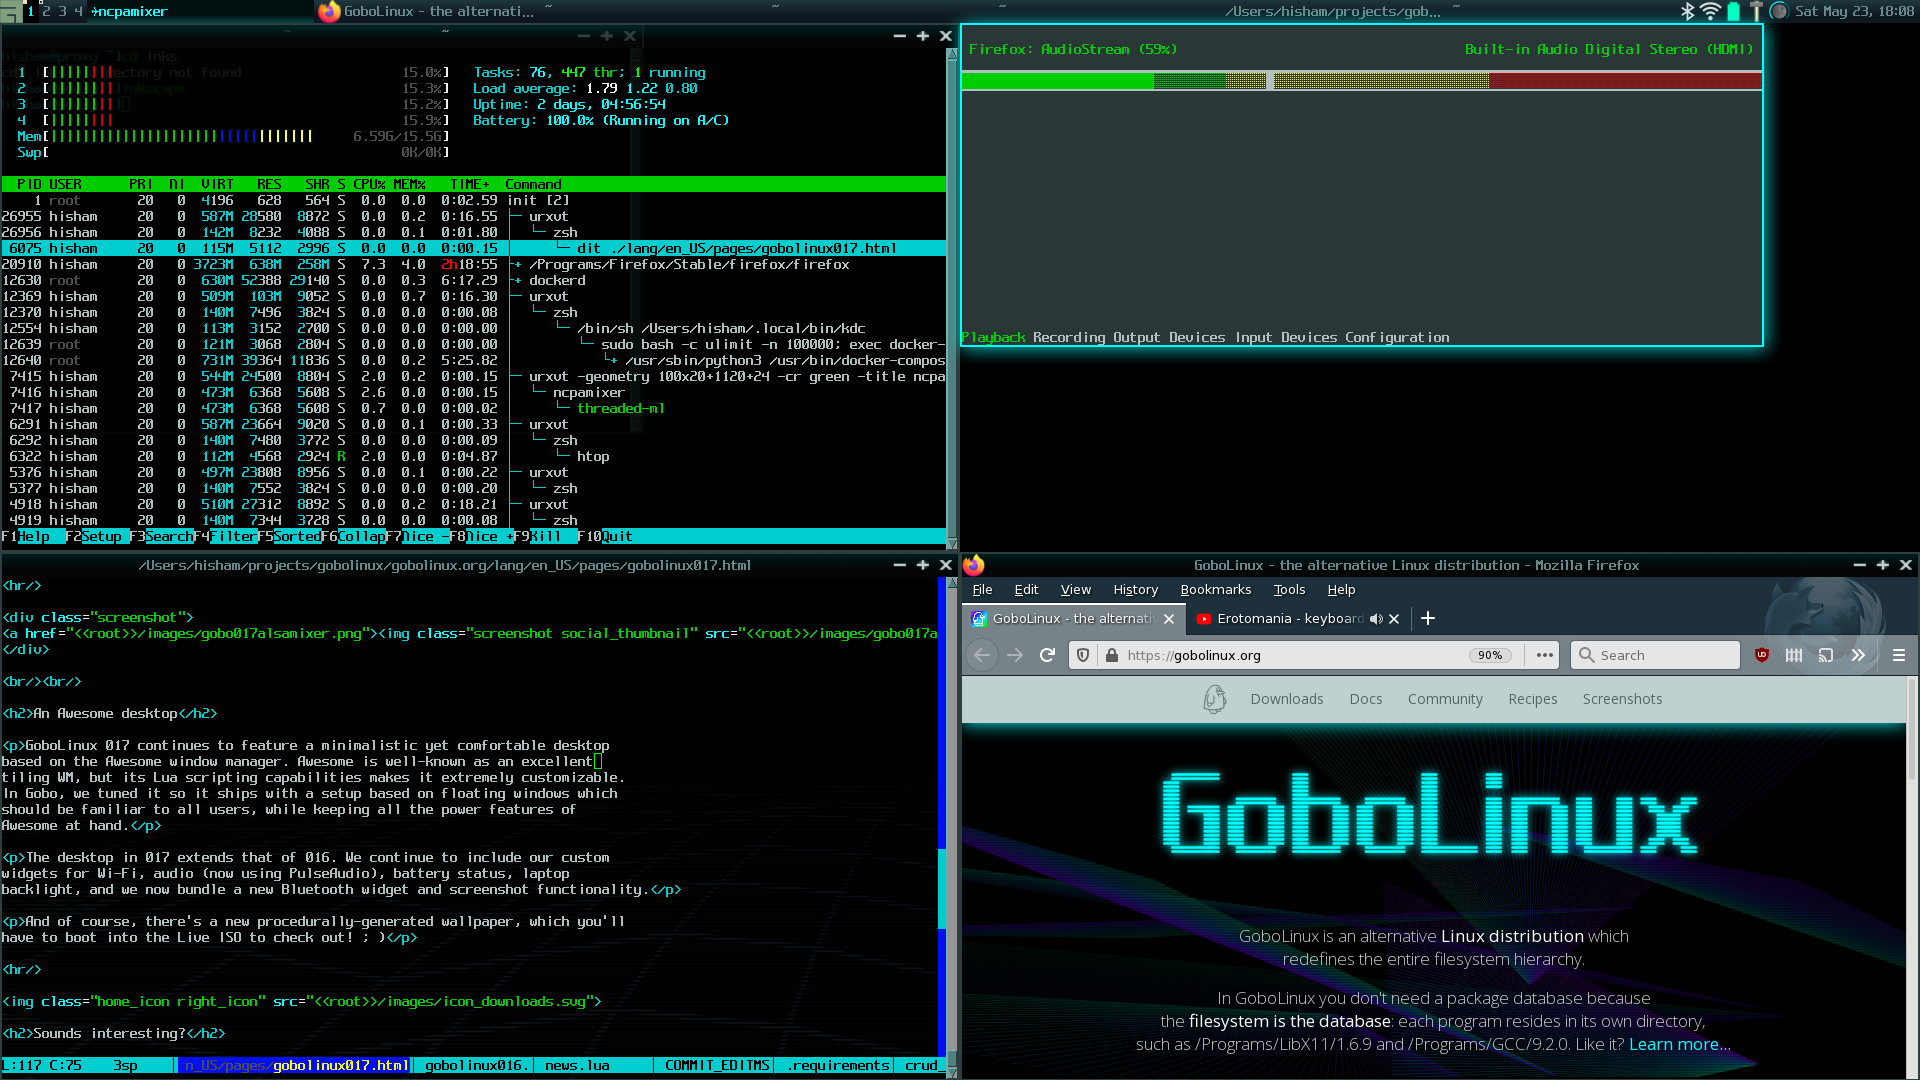 1 2 3 4 ✈ncpamixer
GoboLinux - the alternati... ~
~
~
/Users/hisham/projects/gob... ~
Sat May 23, 18:08
~
1 [ 15.0%]
2 [ 15.3%]
3 [ 15.2%]
4 [ 15.9%]
Mem[ 6.59G/15.5G]
Swp[ 0K/0K]
Tasks: 76, 447 thr; 1 running
Load average: 1.79 1.22 0.80
Uptime: 2 days, 04:56:54
Battery: 100.0% (Running on A/C)
PID USER PRI NI VIRT RES SHR S CPU% MEM% TIME+ Command
1 root 20 0 4196 628 564 S 0.0 0.0 0:02.59 init [2]
26955 hisham 20 0 587M 28580 8872 S 0.0 0.2 0:16.55 ├─ urxvt
26956 hisham 20 0 142M 8232 4088 S 0.0 0.1 0:01.80 │ └─ zsh
6075 hisham 20 0 115M 5112 2996 S 0.0 0.0 0:00.15 │ └─ dit ./lang/en_US/pages/gobolinux017.html
20910 hisham 20 0 3723M 638M 258M S 7.3 4.0 2h18:55 ├+ /Programs/Firefox/Stable/firefox/firefox
12630 root 20 0 630M 52388 29140 S 0.0 0.3 6:17.29 ├+ dockerd
12369 hisham 20 0 509M 103M 9052 S 0.0 0.7 0:16.30 ├─ urxvt
12370 hisham 20 0 140M 7496 3824 S 0.0 0.0 0:00.08 │ └─ zsh
12554 hisham 20 0 113M 3152 2700 S 0.0 0.0 0:00.00 │ └─ /bin/sh /Users/hisham/.local/bin/kdc
12639 root 20 0 121M 3068 2804 S 0.0 0.0 0:00.00 │ └─ sudo bash -c ulimit -n 100000; exec docker-
12640 root 20 0 731M 39364 11836 S 0.0 0.2 5:25.82 │ └+ /usr/sbin/python3 /usr/bin/docker-compos
7415 hisham 20 0 544M 24500 8804 S 2.0 0.2 0:00.15 ├─ urxvt -geometry 100x20+1120+24 -cr green -title ncpa
7416 hisham 20 0 473M 6368 5608 S 2.6 0.0 0:00.15 │ └─ ncpamixer
7417 hisham 20 0 473M 6368 5608 S 0.7 0.0 0:00.02 │ └─ threaded-ml
6291 hisham 20 0 587M 23664 9020 S 0.0 0.1 0:00.33 ├─ urxvt
6292 hisham 20 0 140M 7480 3772 S 0.0 0.0 0:00.09 │ └─ zsh
6322 hisham 20 0 112M 4568 2924 R 2.0 0.0 0:04.87 │ └─ htop
5376 hisham 20 0 497M 23808 8956 S 0.0 0.1 0:00.22 ├─ urxvt
5377 hisham 20 0 140M 7552 3824 S 0.0 0.0 0:00.20 │ └─ zsh
4918 hisham 20 0 510M 27312 8892 S 0.0 0.2 0:18.21 ├─ urxvt
4919 hisham 20 0 140M 7344 3728 S 0.0 0.0 0:00.08 │ └─ zsh
F1Help F2Setup F3SearchF4FilterF5SortedF6CollapF7Nice -F8Nice +F9Kill F10Quit
Firefox: AudioStream (59%) Built-in Audio Digital Stereo (HDMI)
Playback Recording Output Devices Input Devices Configuration
/Users/hisham/projects/gobolinux/gobolinux.org/lang/en_US/pages/gobolinux017.html
<hr/>
<div class="screenshot">
<a href="<<root>>/images/gobo017alsamixer.png"><img class="screenshot social_thumbnail" src="<<root>>/images/gobo017a
</div>
<br/><br/>
<h2>An Awesome desktop</h2>
<p>GoboLinux 017 continues to feature a minimalistic yet comfortable desktop
based on the Awesome window manager. Awesome is well-known as an excellent
tiling WM, but its Lua scripting capabilities makes it extremely customizable.
In Gobo, we tuned it so it ships with a setup based on floating windows which
should be familiar to all users, while keeping all the power features of
Awesome at hand.</p>
<p>The desktop in 017 extends that of 016. We continue to include our custom
widgets for Wi-Fi, audio (now using PulseAudio), battery status, laptop
backlight, and we now bundle a new Bluetooth widget and screenshot functionality.</p>
<p>And of course, there's a new procedurally-generated wallpaper, which you'll
have to boot into the Live ISO to check out! ; )</p>
<hr/>
<img class="home_icon right_icon" src="<<root>>/images/icon_downloads.svg">
<h2>Sounds interesting?</h2>
L:117 C:75 3sp n_US/pages/gobolinux017.html gobolinux016. news.lua COMMIT_EDITMS .requirements crud_
GoboLinux - the alternative Linux distribution - Mozilla Firefox
File Edit View History Bookmarks Tools Help
GoboLinux - the alternativ
Erotomania - keyboard
https://gobolinux.org 90% Search
Downloads Docs Community Recipes Screenshots
GoboLinux
GoboLinux is an alternative Linux distribution which
redefines the entire filesystem hierarchy.
In GoboLinux you don't need a package database because
the filesystem is the database: each program resides in its own directory,
such as /Programs/LibX11/1.6.9 and /Programs/GCC/9.2.0. Like it? Learn more...